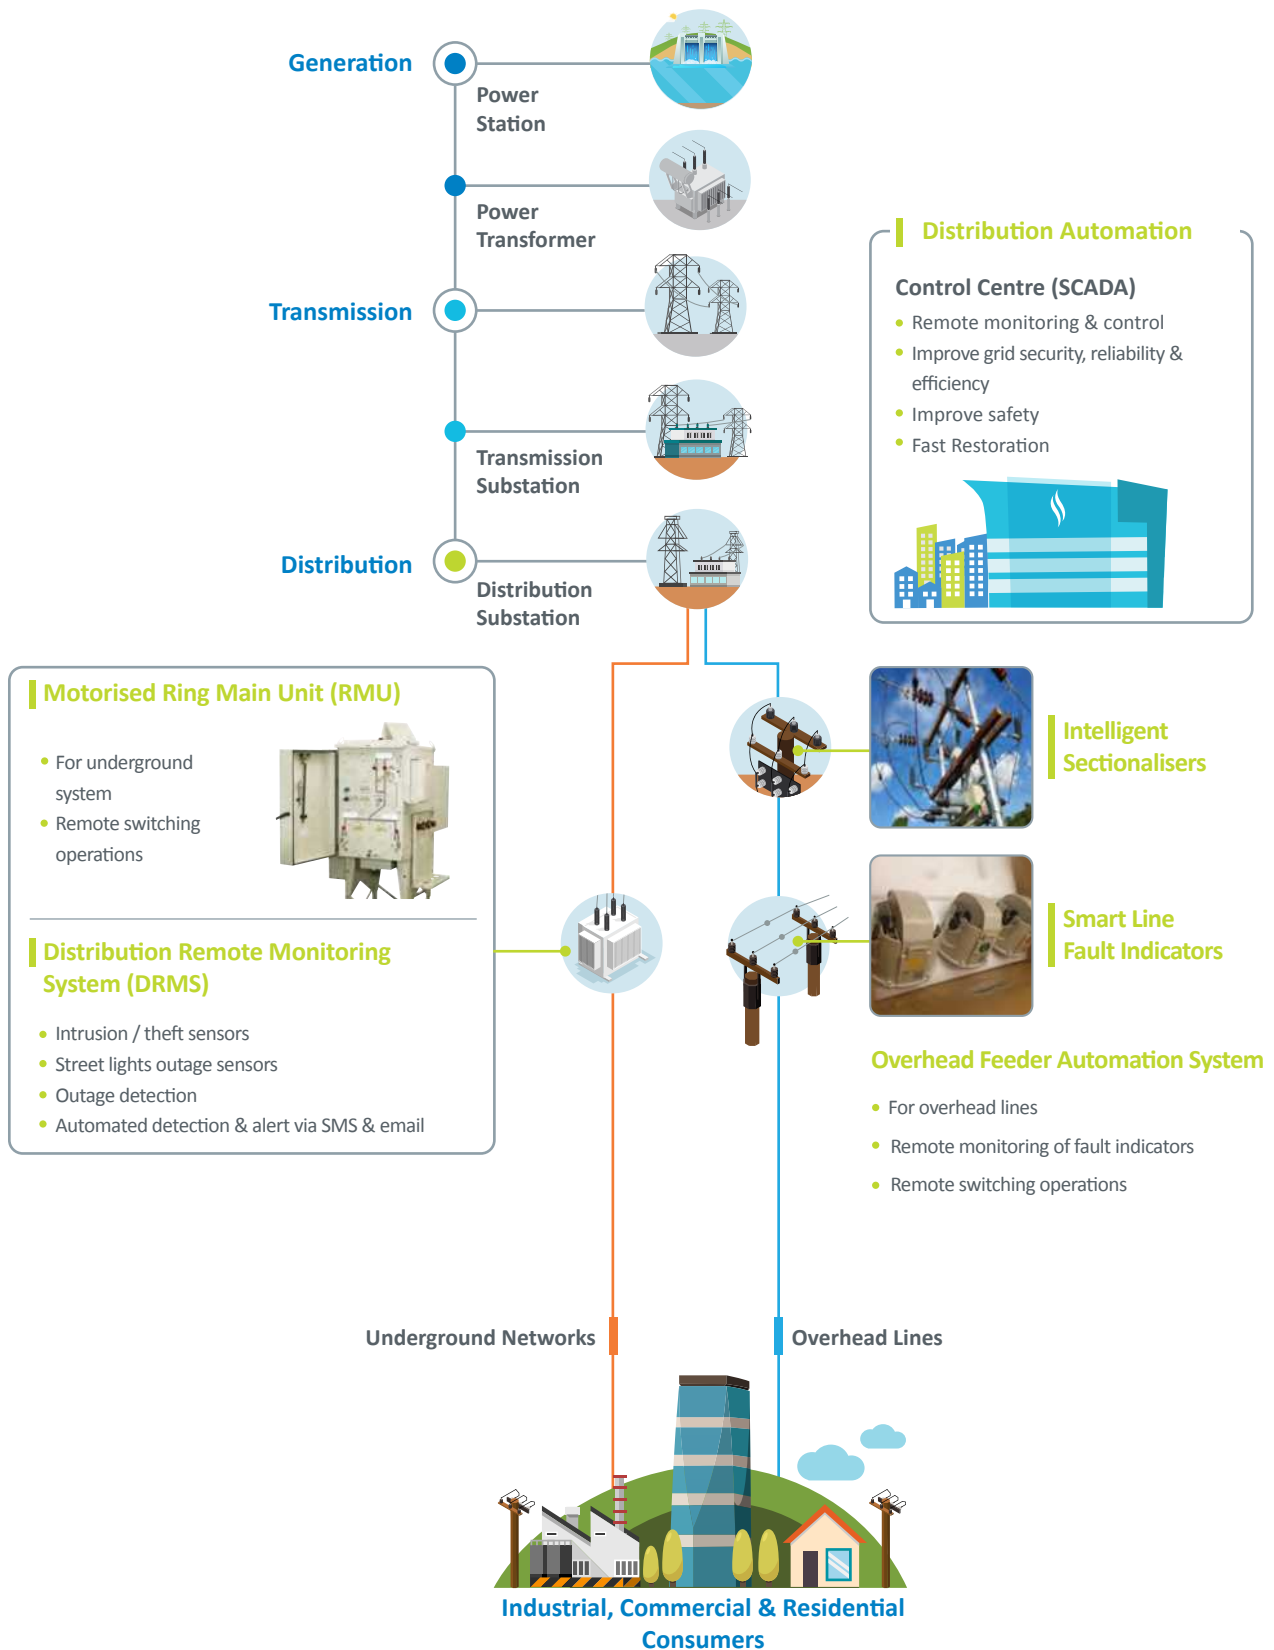 Generation
Power
Station
Power
Transformer
Transmission
Transmission
Substation
Distribution
Distribution
Substation
Distribution Automation
Control Centre (SCADA)
• Remote monitoring & control
• Improve grid security, reliability &
efficiency
• Improve safety
• Fast Restoration
Motorised Ring Main Unit (RMU)
• For underground
system
• Remote switching
operations
Distribution Remote Monitoring
System (DRMS)
• Intrusion / theft sensors
• Street lights outage sensors
• Outage detection
• Automated detection & alert via SMS & email
Intelligent
Sectionalisers
Smart Line
Fault Indicators
Overhead Feeder Automation System
• For overhead lines
• Remote monitoring of fault indicators
• Remote switching operations
Underground Networks
Overhead Lines
Industrial, Commercial & Residential
Consumers